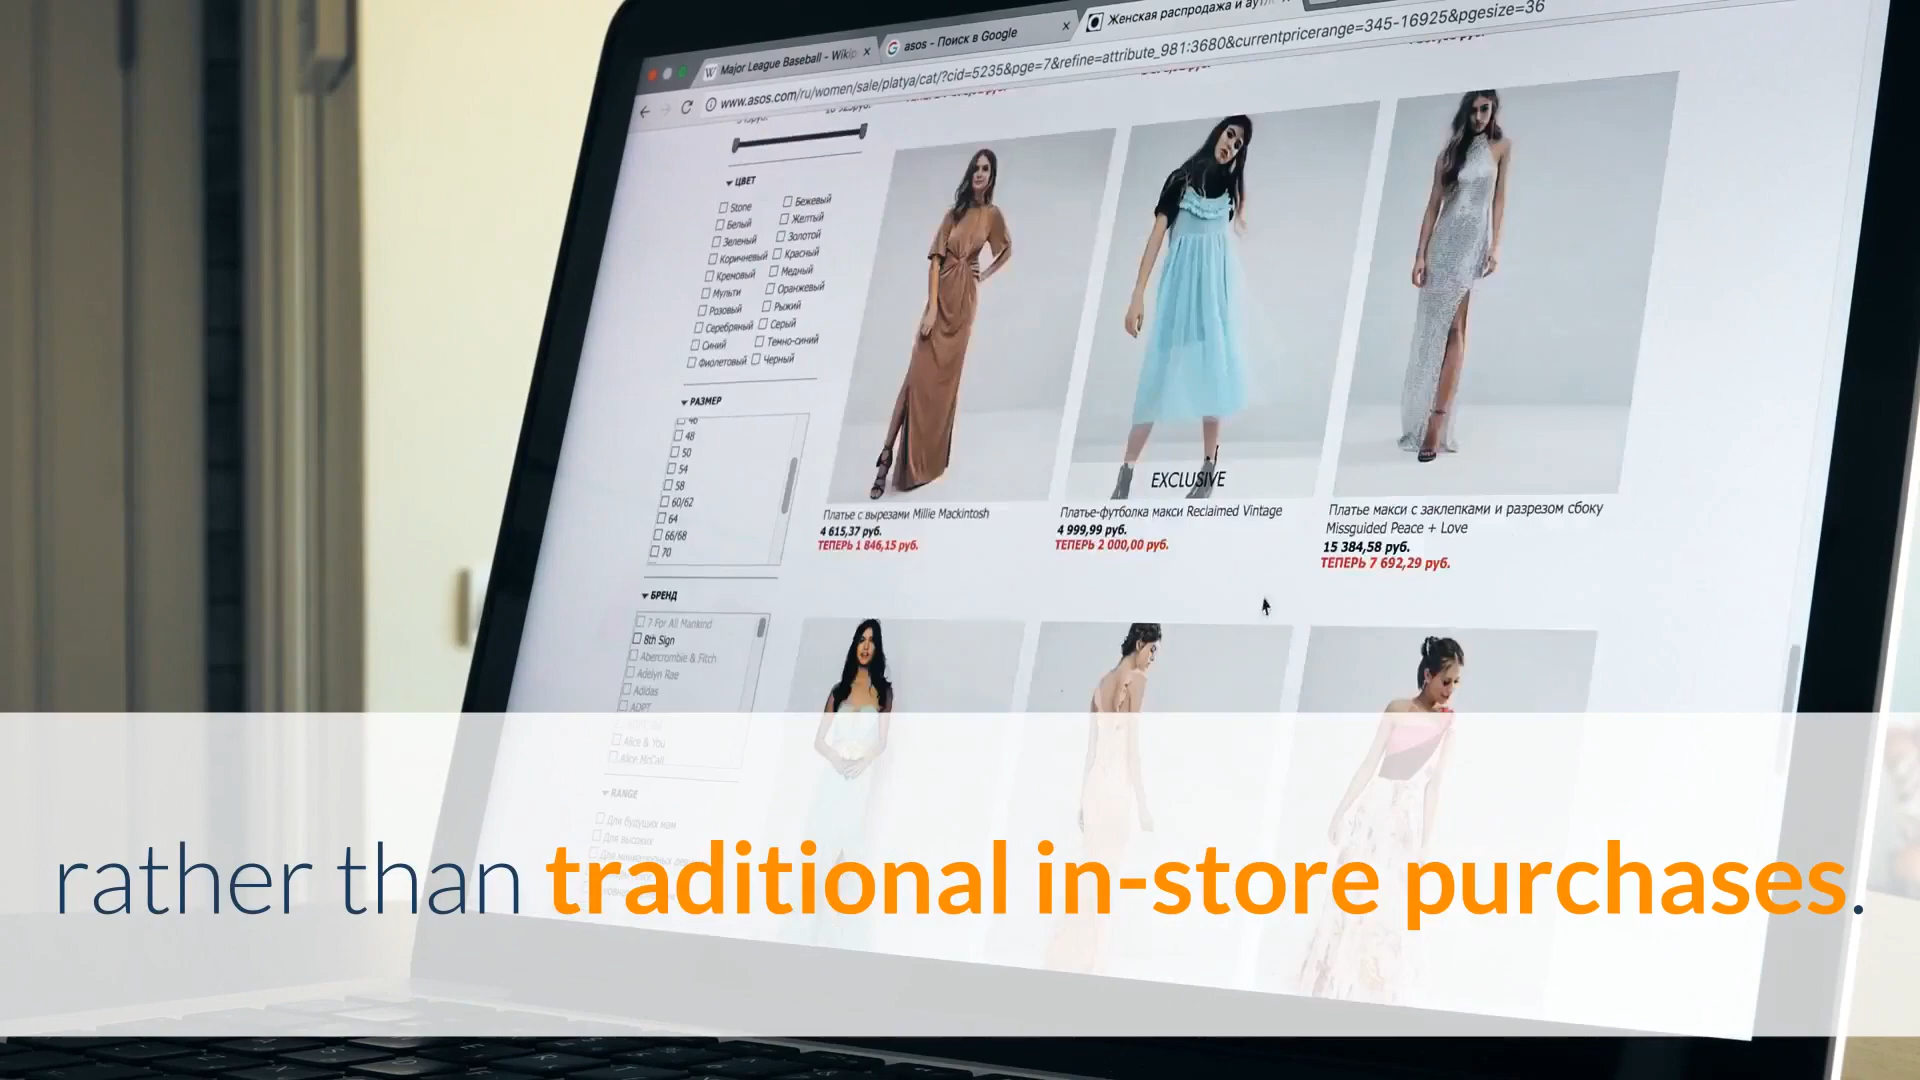 Major League Baseball - Wikip
asos - Поиск в Google
Женская распродажа и аутл
www.asos.com/ru/women/sale/platya/cat/?cid=5235&pge=7&refine=attribute_981:3680&currentpricerange=345-16925&pgesize=36
ЦВЕТ
Stone
Бежевый
Белый
Желтый
Зеленый
Золотой
Коричневый
Красный
Кремовый
Медный
Мульти
Оранжевый
Розовый
Рыжий
Серебряный
Серый
Синий
Темно-синий
Фиолетовый
Черный
РАЗМЕР
46
48
50
54
58
60/62
64
66/68
70
БРЕНД
7 For All Mankind
8th Sign
Abercrombie & Fitch
Adelyn Rae
Adidas
ADPT
Alice & You
Alice McCall
RANGE
Для будущих мам
Для высоких
EXCLUSIVE
Платье с вырезами Millie Mackintosh
4 615,37 руб.
ТЕПЕРЬ 1 846,15 руб.
Платье-футболка макси Reclaimed Vintage
4 999,99 руб.
ТЕПЕРЬ 2 000,00 руб.
Платье макси с заклепками и разрезом сбоку
Missguided Peace + Love
15 384,58 руб.
ТЕПЕРЬ 7 692,29 руб.
rather than traditional in-store purchases.